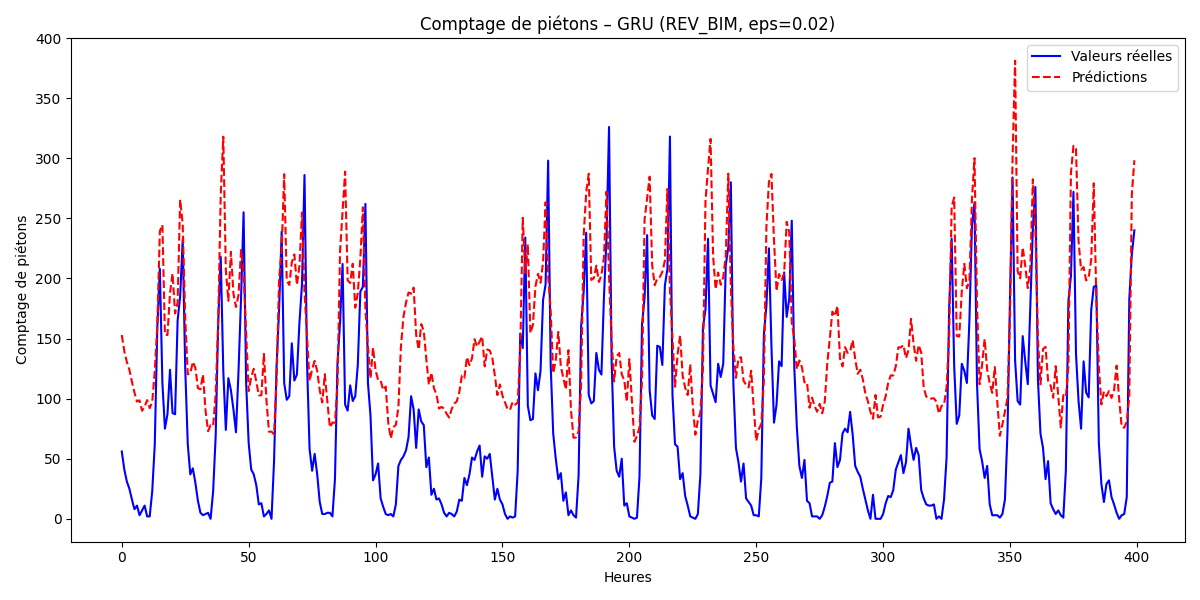 Comptage de piétons – GRU (REV_BIM, eps=0.02)
Valeurs réelles
Prédictions
Comptage de piétons
400
350
300
250
200
150
100
50
0
0 50 100 150 200 250 300 350 400
Heures